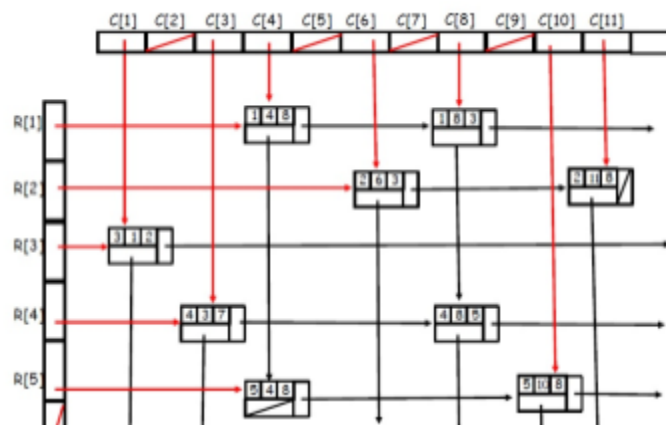 C[1] C[2] C[3] C[4] C[5] C[6] C[7] C[8] C[9] C[10] C[11]
R[1] 1 4 8 1 8 3
R[2] 2 6 3 2 11 8
R[3] 3 1 2
R[4] 4 3 7 4 8 5
R[5] 5 4 8 5 10 8